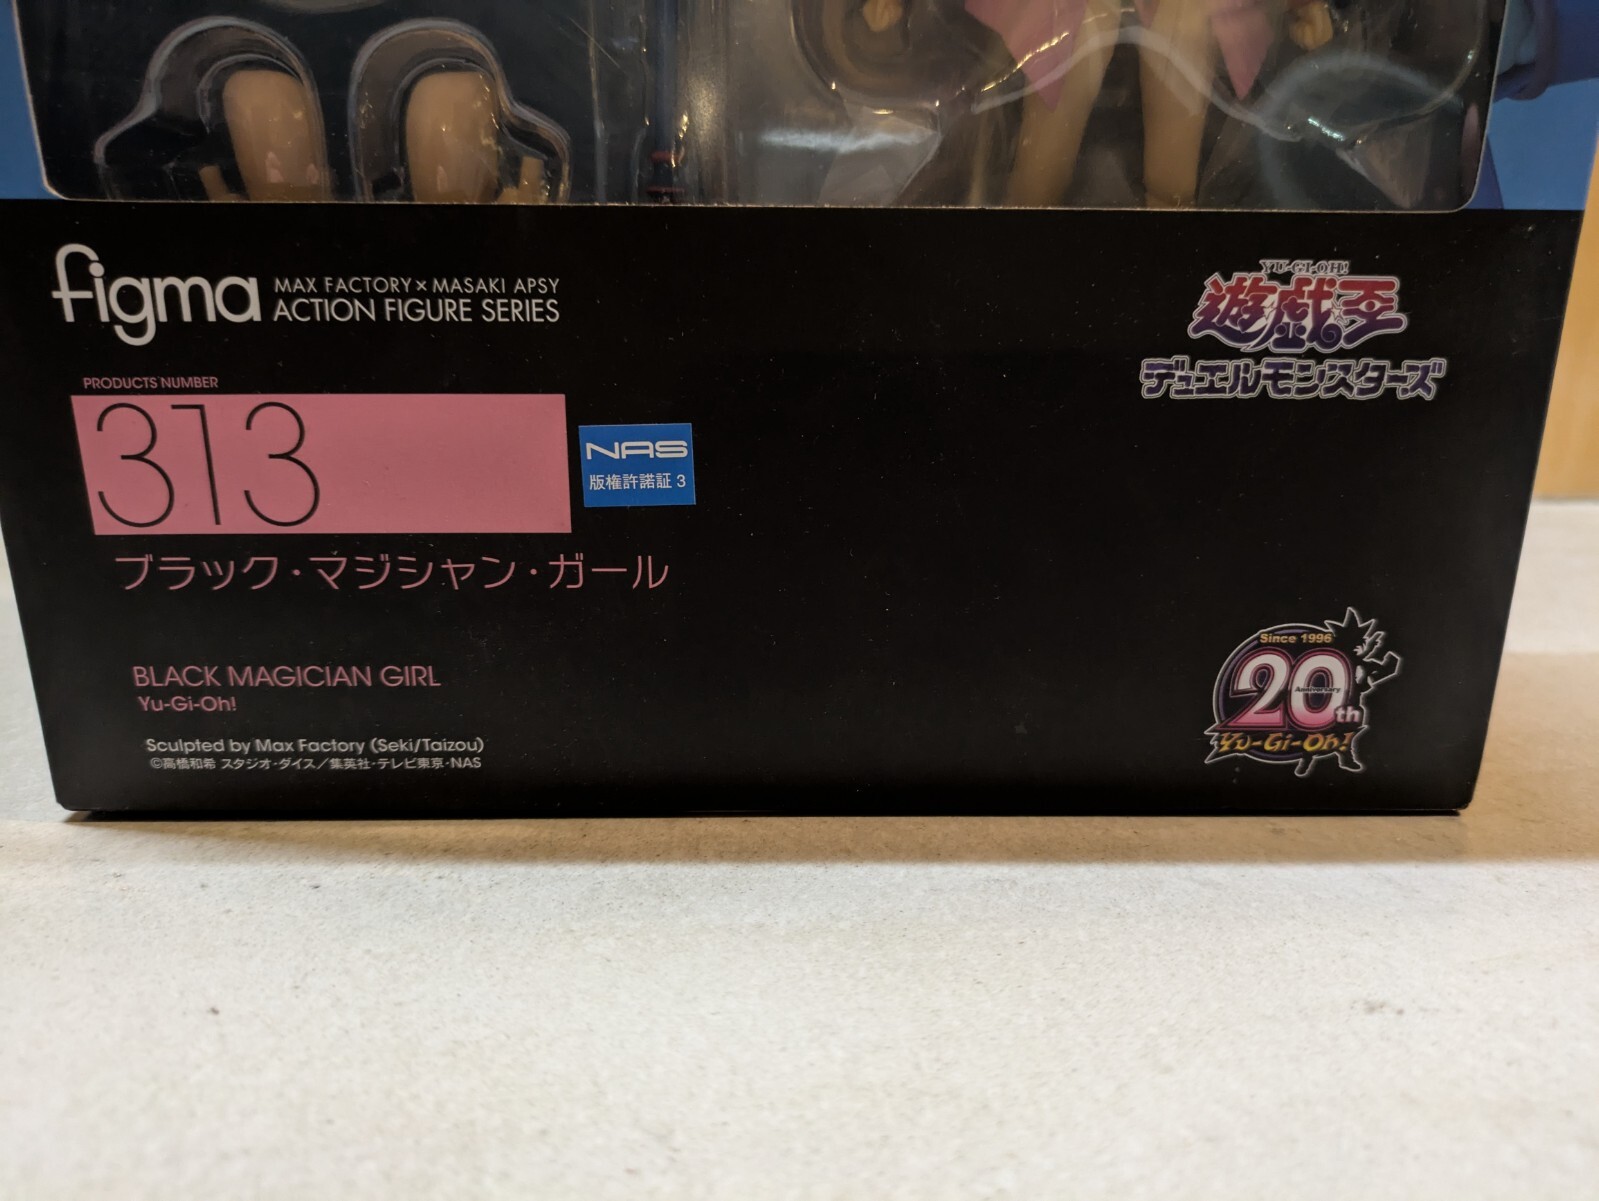 figma
MAX FACTORY × MASAKI APSY
ACTION FIGURE SERIES
YU-GI-OH!
遊戯王
デュエルモンスターズ
PRODUCTS NUMBER
313
NAS
版権許諾証 3
ブラック・マジシャン・ガール
BLACK MAGICIAN GIRL
Yu-Gi-Oh!
Sculpted by Max Factory (Seki/Taizou)
©高橋和希 スタジオ・ダイス／集英社・テレビ東京・NAS
Since 1996
20th
Anniversary
Yu-Gi-Oh!